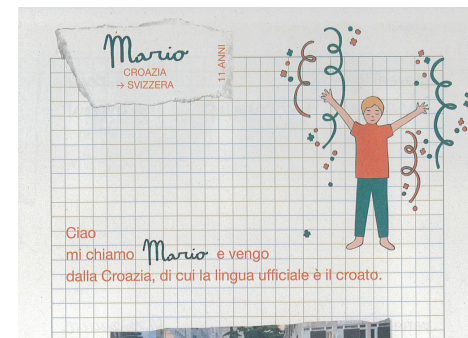 Mario
CROAZIA
→ SVIZZERA
11 ANNI
Ciao
mi chiamo Mario e vengo
dalla Croazia, di cui la lingua ufficiale è il croato.